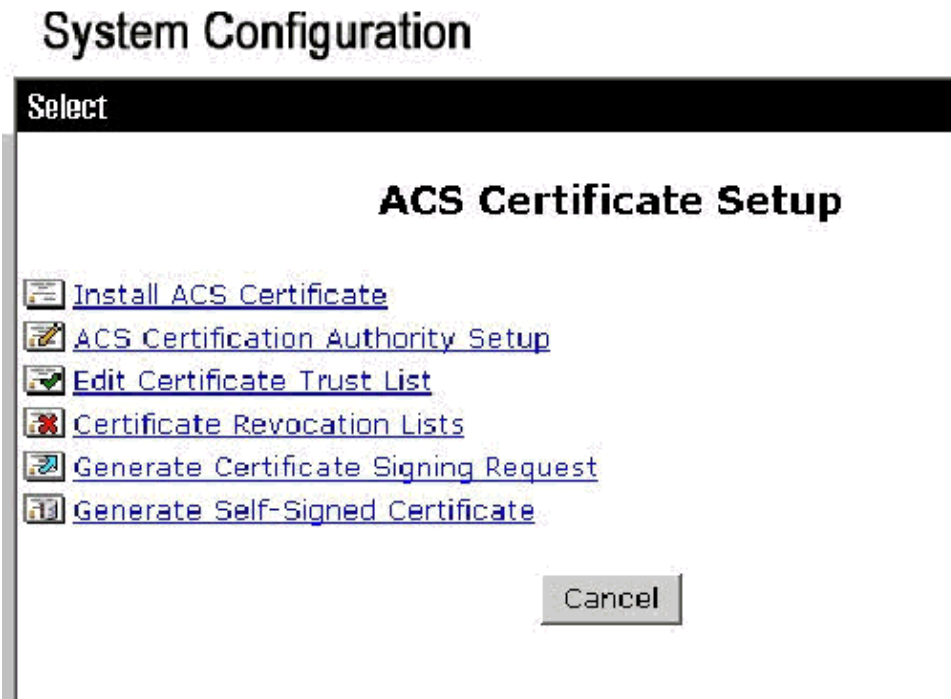 System Configuration
Select
ACS Certificate Setup
Install ACS Certificate
ACS Certification Authority Setup
Edit Certificate Trust List
Certificate Revocation Lists
Generate Certificate Signing Request
Generate Self-Signed Certificate
Cancel